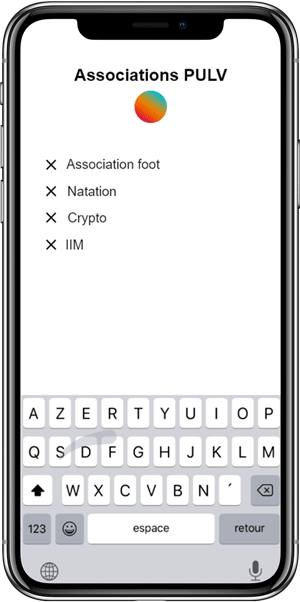 Associations PULV
Association foot
Natation
Crypto
IIM
A Z E R T Y U I O P
Q S D F G H J K L M
W X C V B N ´
123 espace retour